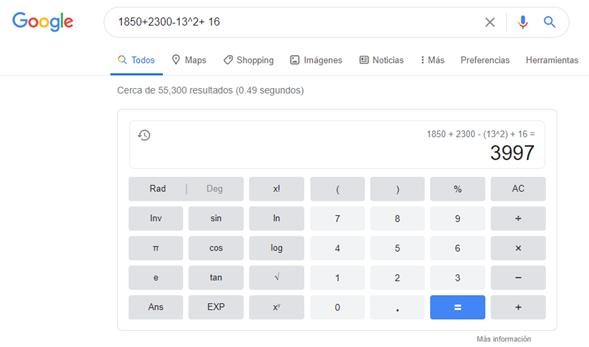 Google 1850+2300-13^2+ 16
Todos Maps Shopping Imágenes Noticias Más Preferencias Herramientas
Cerca de 55,300 resultados (0.49 segundos)
1850 + 2300 - (13^2) + 16 =
3997
Rad | Deg x! ( ) % AC
Inv sin ln 7 8 9 ÷
π cos log 4 5 6 ×
e tan √ 1 2 3 −
Ans EXP xʸ 0 . = +
Más información